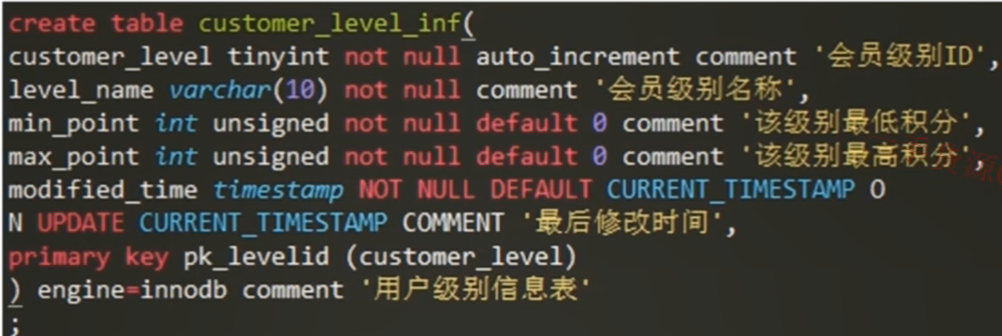 create table customer_level_inf(
customer_level tinyint not null auto_increment comment '会员级别ID',
level_name varchar(10) not null comment '会员级别名称',
min_point int unsigned not null default 0 comment '该级别最低积分',
max_point int unsigned not null default 0 comment '该级别最高积分',
modified_time timestamp NOT NULL DEFAULT CURRENT_TIMESTAMP O
N UPDATE CURRENT_TIMESTAMP COMMENT '最后修改时间',
primary key pk_levelid (customer_level)
) engine=innodb comment '用户级别信息表'
;